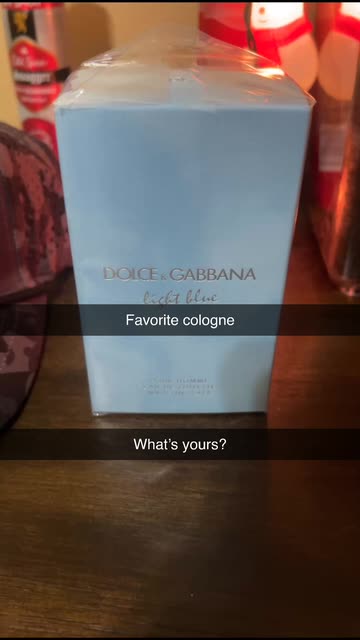 Old Spice
DOLCE & GABBANA
light blue
Favorite cologne
What's yours?